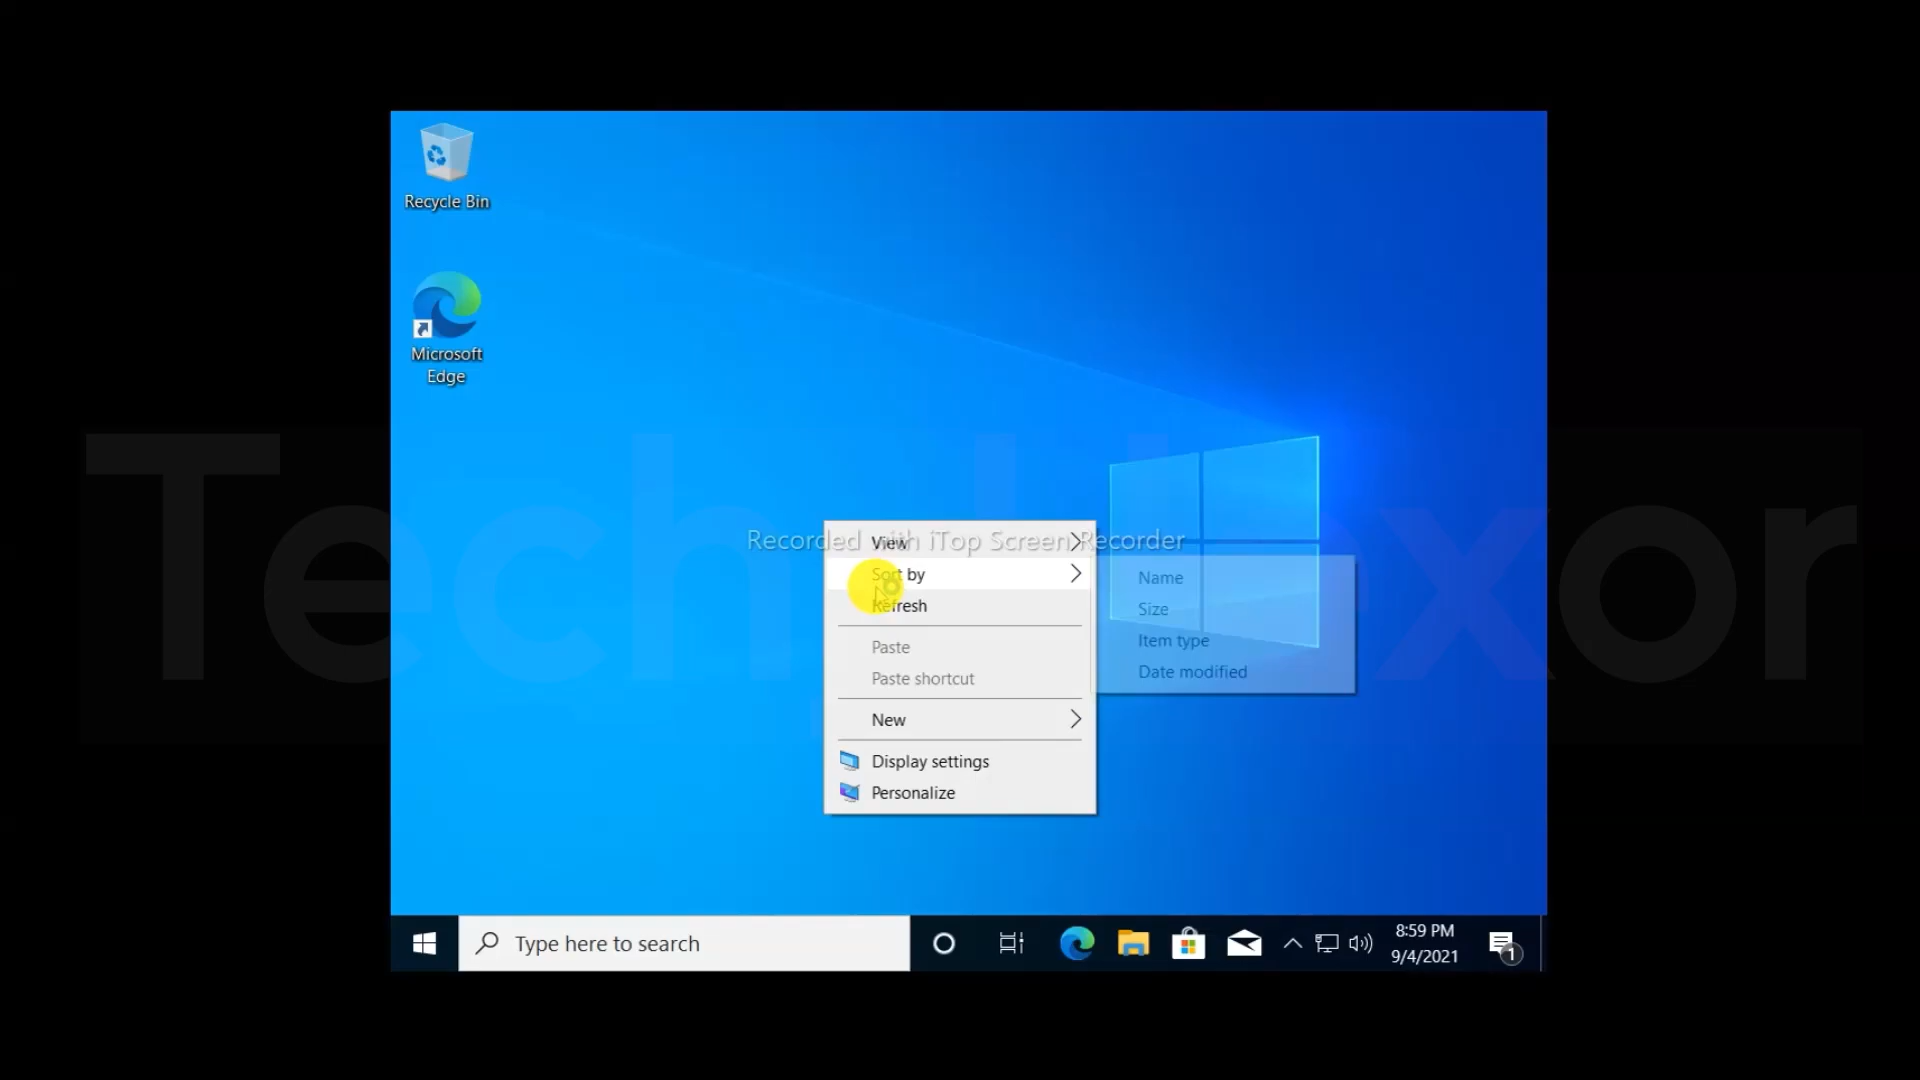 Recycle Bin
Microsoft
Edge
Recorded with iTop Screen Recorder
View
Sort by
Refresh
Paste
Paste shortcut
New
Display settings
Personalize
Name
Size
Item type
Date modified
Type here to search
8:59 PM
9/4/2021
1